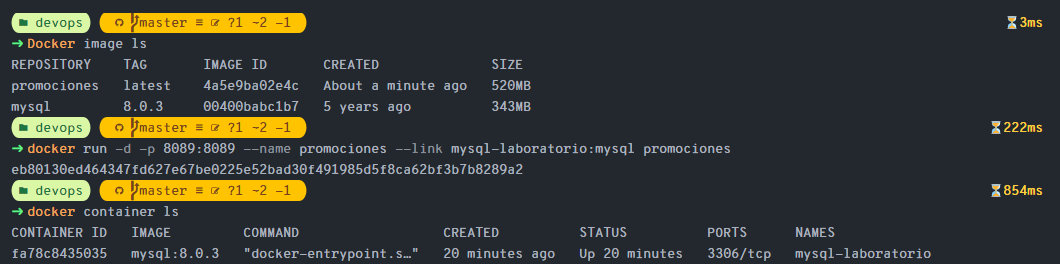 devops master ≡ ?1 ~2 -1 3ms
➜ Docker image ls
REPOSITORY TAG IMAGE ID CREATED SIZE
promociones latest 4a5e9ba02e4c About a minute ago 520MB
mysql 8.0.3 00400babc1b7 5 years ago 343MB
devops master ≡ ?1 ~2 -1 222ms
➜ docker run -d -p 8089:8089 --name promociones --link mysql-laboratorio:mysql promociones
eb80130ed464347fd627e67be0225e52bad30f491985d5f8ca62bf3b7b8289a2
devops master ≡ ?1 ~2 -1 854ms
➜ docker container ls
CONTAINER ID IMAGE COMMAND CREATED STATUS PORTS NAMES
fa78c8435035 mysql:8.0.3 "docker-entrypoint.s…" 20 minutes ago Up 20 minutes 3306/tcp mysql-laboratorio